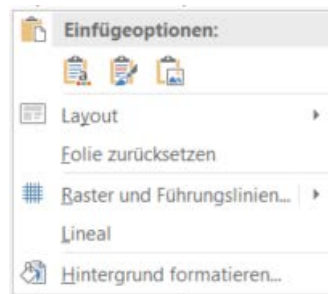 Einfügeoptionen:
Layout
Folie zurücksetzen
Raster und Führungslinien...
Lineal
Hintergrund formatieren...